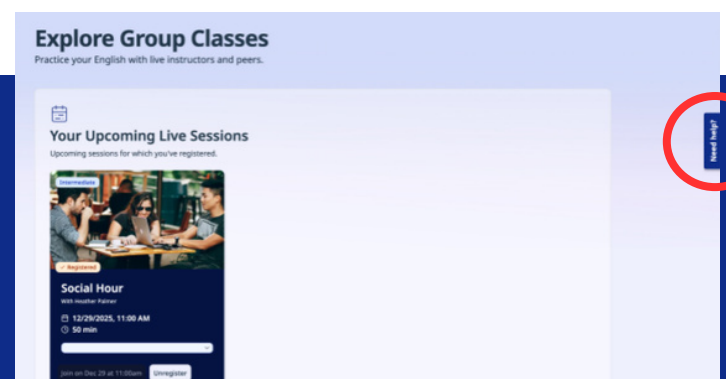 Explore Group Classes
Practice your English with live instructors and peers.
Need help?
Your Upcoming Live Sessions
Upcoming sessions for which you've registered.
Intermediate
✓ Registered
Social Hour
With Heather Palmer
12/29/2025, 11:00 AM
50 min
Join on Dec 29 at 11:00am Unregister